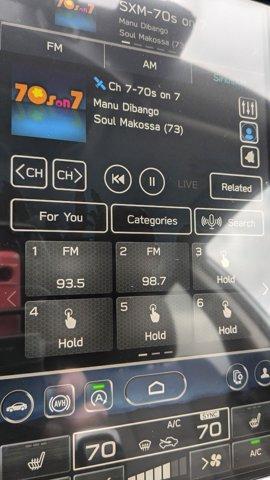 SXM-70s on 7
Manu Dibango
Soul Makossa (73)
FM
AM
70s on 7
Ch 7-70s on 7
Manu Dibango
Soul Makossa (73)
<CH
CH>
LIVE
Related
For You
Categories
Search
1 FM
93.5
2 FM
98.7
3
Hold
4
Hold
5
Hold
6
Hold
AVH
A
70
A/C
SYNC
70
A/C